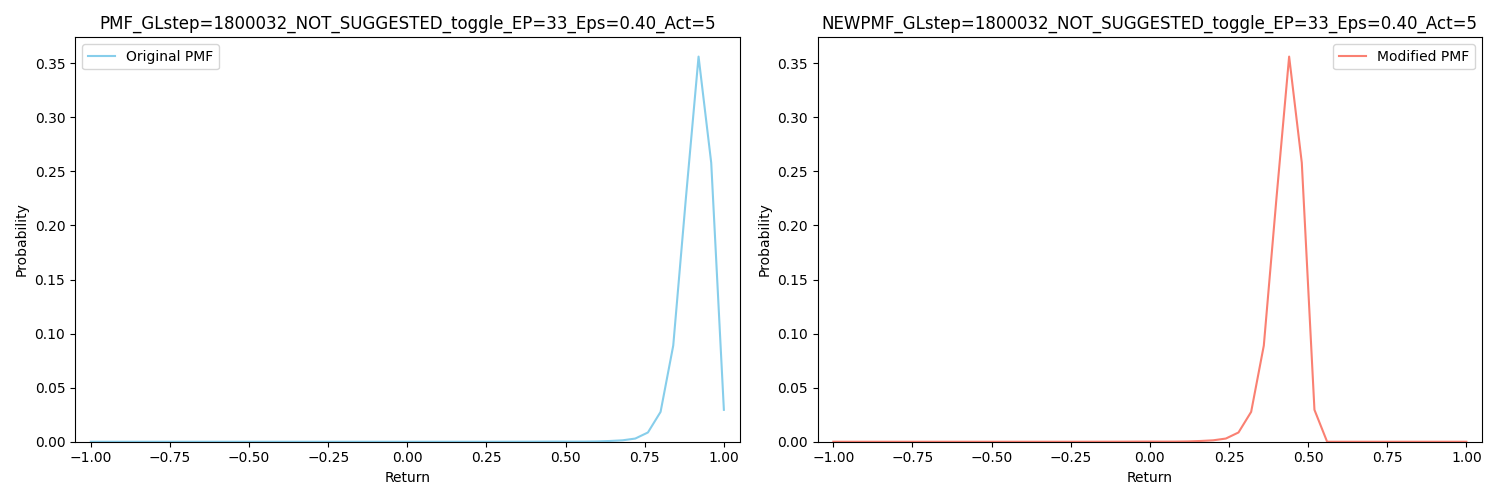 PMF_GLstep=1800032_NOT_SUGGESTED_toggle_EP=33_Eps=0.40_Act=5
Original PMF
Probability
0.35
0.30
0.25
0.20
0.15
0.10
0.05
0.00
−1.00 −0.75 −0.50 −0.25 0.00 0.25 0.50 0.75 1.00
Return
NEWPMF_GLstep=1800032_NOT_SUGGESTED_toggle_EP=33_Eps=0.40_Act=5
Modified PMF
Probability
0.35
0.30
0.25
0.20
0.15
0.10
0.05
0.00
−1.00 −0.75 −0.50 −0.25 0.00 0.25 0.50 0.75 1.00
Return